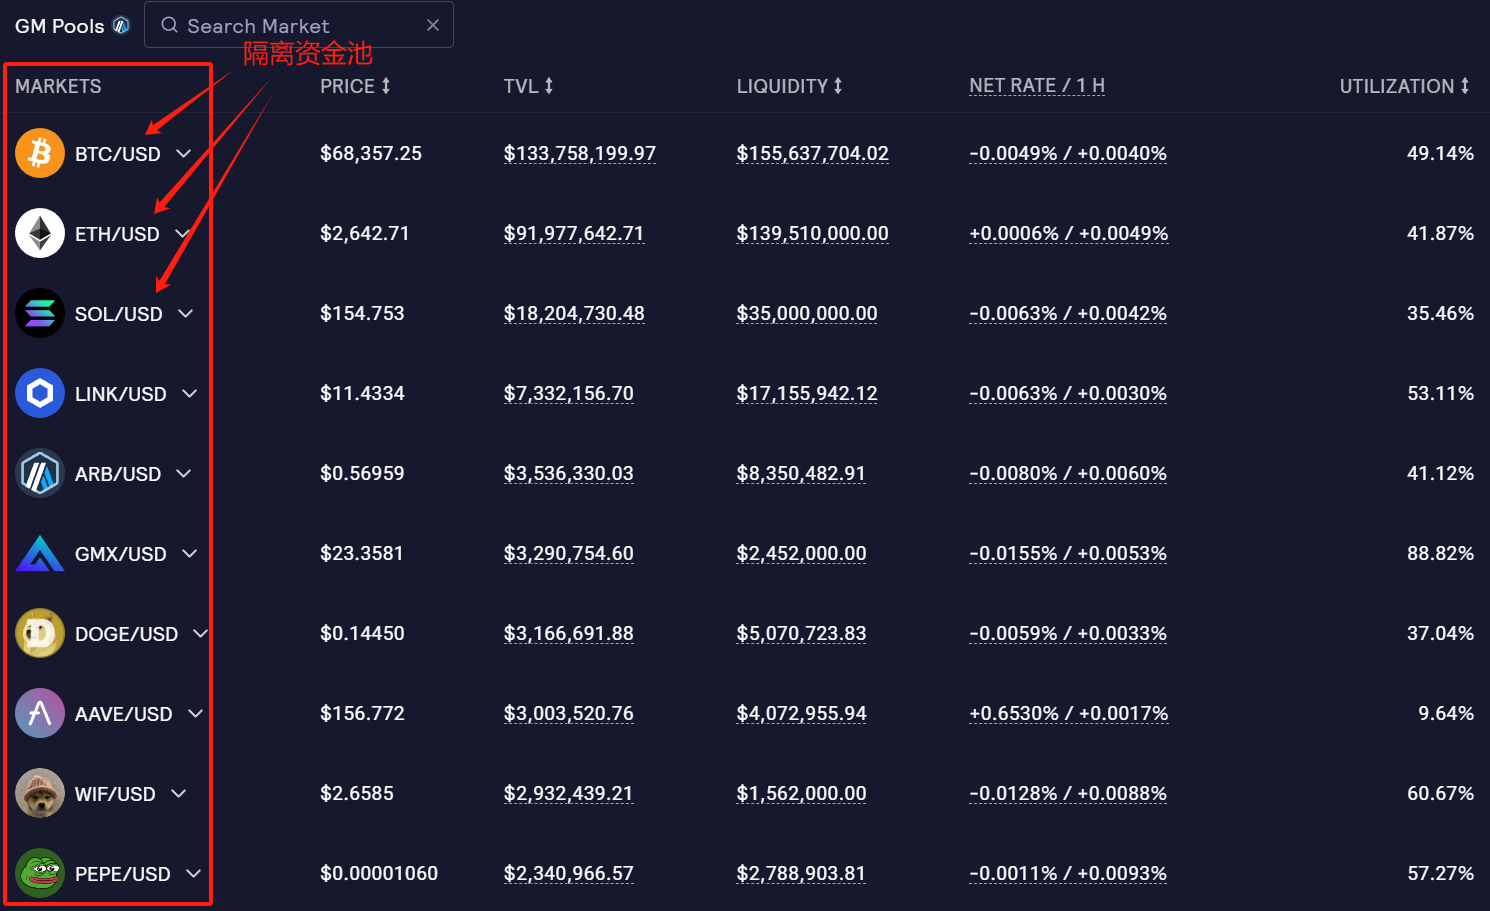 GM Pools Search Market
隔离资金池
MARKETS PRICE TVL LIQUIDITY NET RATE / 1 H UTILIZATION
BTC/USD $68,357.25 $133,758,199.97 $155,637,704.02 -0.0049% / +0.0040% 49.14%
ETH/USD $2,642.71 $91,977,642.71 $139,510,000.00 +0.0006% / +0.0049% 41.87%
SOL/USD $154.753 $18,204,730.48 $35,000,000.00 -0.0063% / +0.0042% 35.46%
LINK/USD $11.4334 $7,332,156.70 $17,155,942.12 -0.0063% / +0.0030% 53.11%
ARB/USD $0.56959 $3,536,330.03 $8,350,482.91 -0.0080% / +0.0060% 41.12%
GMX/USD $23.3581 $3,290,754.60 $2,452,000.00 -0.0155% / +0.0053% 88.82%
DOGE/USD $0.14450 $3,166,691.88 $5,070,723.83 -0.0059% / +0.0033% 37.04%
AAVE/USD $156.772 $3,003,520.76 $4,072,955.94 +0.6530% / +0.0017% 9.64%
WIF/USD $2.6585 $2,932,439.21 $1,562,000.00 -0.0128% / +0.0088% 60.67%
PEPE/USD $0.00001060 $2,340,966.57 $2,788,903.81 -0.0011% / +0.0093% 57.27%